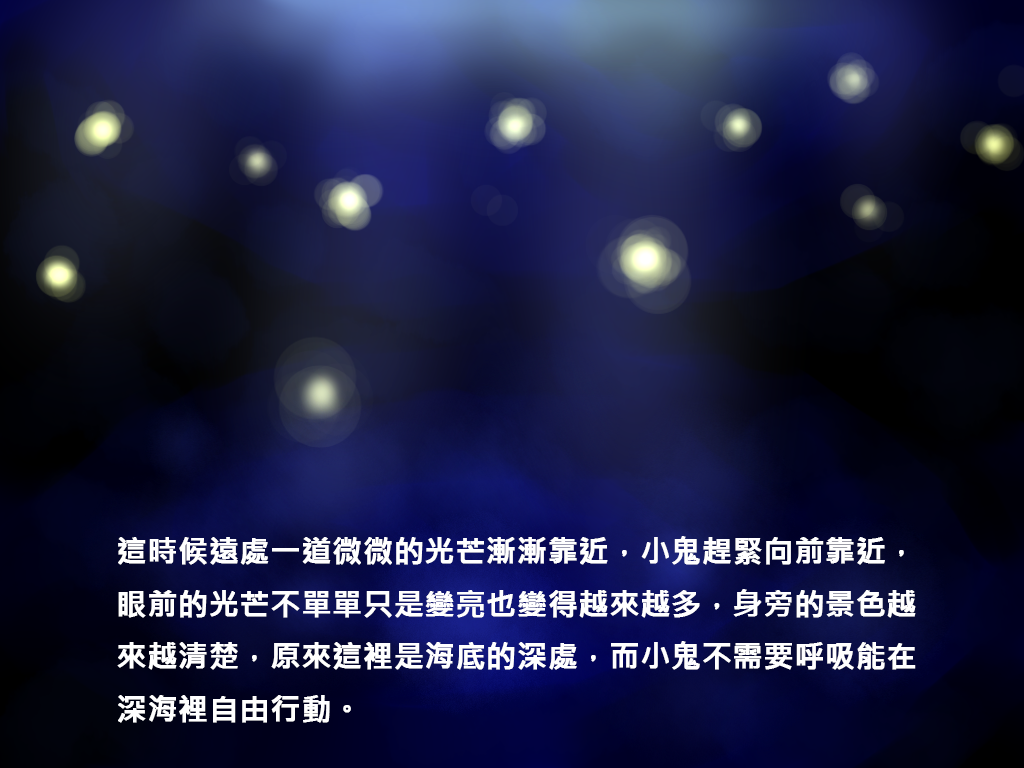 這時候遠處一道微微的光芒漸漸靠近，小鬼趕緊向前靠近，
眼前的光芒不單單只是變亮也變得越來越多，身旁的景色越
來越清楚，原來這裡是海底的深處，而小鬼不需要呼吸能在
深海裡自由行動。